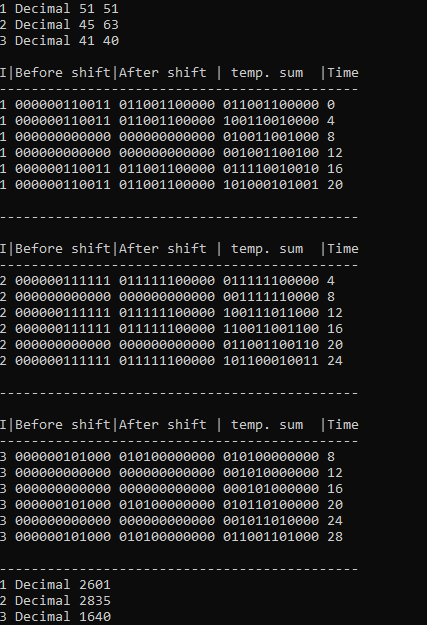 1 Decimal 51 51
2 Decimal 45 63
3 Decimal 41 40
I|Before shift|After shift | temp. sum  |Time
-------------------------------------------
1 000000110011 011001100000 011001100000 0
1 000000110011 011001100000 100110010000 4
1 000000000000 000000000000 010011001000 8
1 000000000000 000000000000 001001100100 12
1 000000110011 011001100000 011110010010 16
1 000000110011 011001100000 101000101001 20
-------------------------------------------
I|Before shift|After shift | temp. sum  |Time
-------------------------------------------
2 000000111111 011111100000 011111100000 4
2 000000000000 000000000000 001111110000 8
2 000000111111 011111100000 100111011000 12
2 000000111111 011111100000 110011001100 16
2 000000000000 000000000000 011001100110 20
2 000000111111 011111100000 101100010011 24
-------------------------------------------
I|Before shift|After shift | temp. sum  |Time
-------------------------------------------
3 000000101000 010100000000 010100000000 8
3 000000000000 000000000000 001010000000 12
3 000000000000 000000000000 000101000000 16
3 000000101000 010100000000 010110100000 20
3 000000000000 000000000000 001011010000 24
3 000000101000 010100000000 011001101000 28
-------------------------------------------
1 Decimal 2601
2 Decimal 2835
3 Decimal 1640